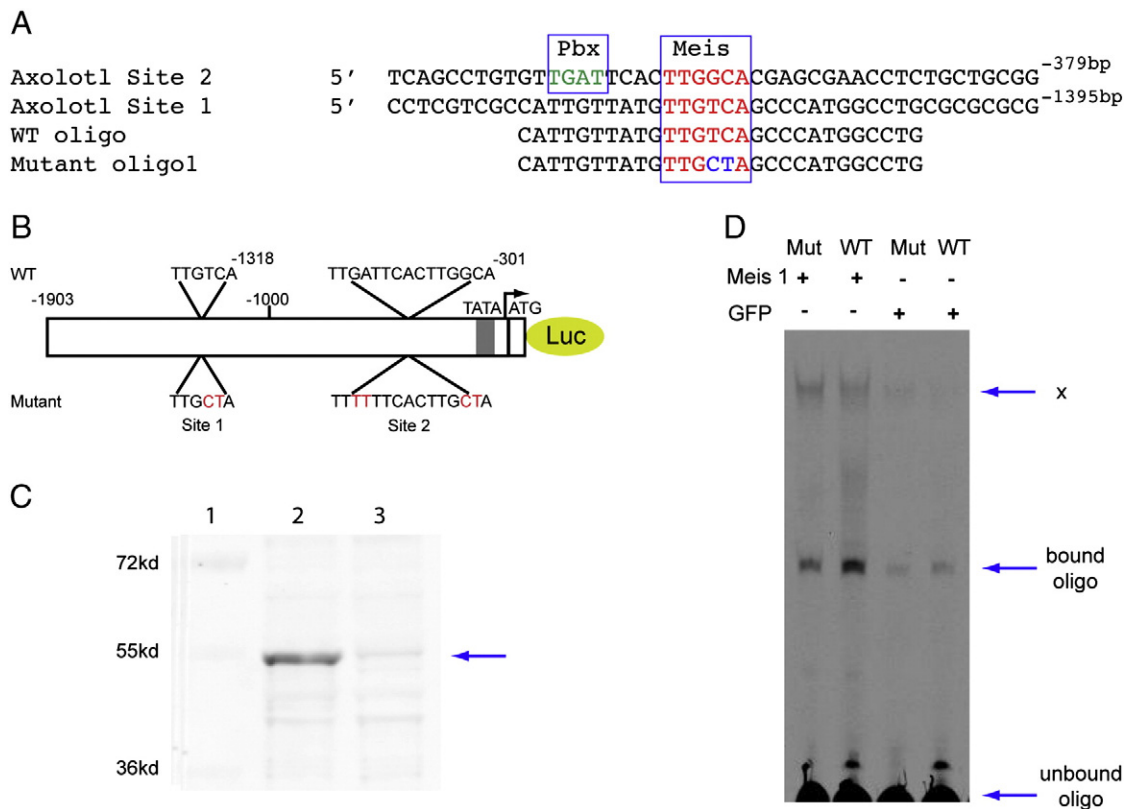 A
Pbx Meis
Axolotl Site 2 5′ TCAGCCTGTGTTGATTCACTTGGCACGAGCGAACCTCTGCTGCGG -379bp
Axolotl Site 1 5′ CCTCGTCGCCATTGTTATGTTGTCAGCCCATGGCCTGCGCGCGCG -1395bp
WT oligo CATTGTTATGTTGTCAGCCCATGGCCTG
Mutant oligo1 CATTGTTATGTTGCTAGCCCATGGCCTG
B
WT TTGTCA -1318 TTGATTCACTTGGCA -301
-1903 -1000 TATA ATG
Luc
Mutant TTGCTA TTTTTTCACTTGCTA
Site 1 Site 2
C
1 2 3
72kd
55kd
36kd
D
Mut WT Mut WT
Meis 1 + + - -
GFP - - + +
x
bound
oligo
unbound
oligo